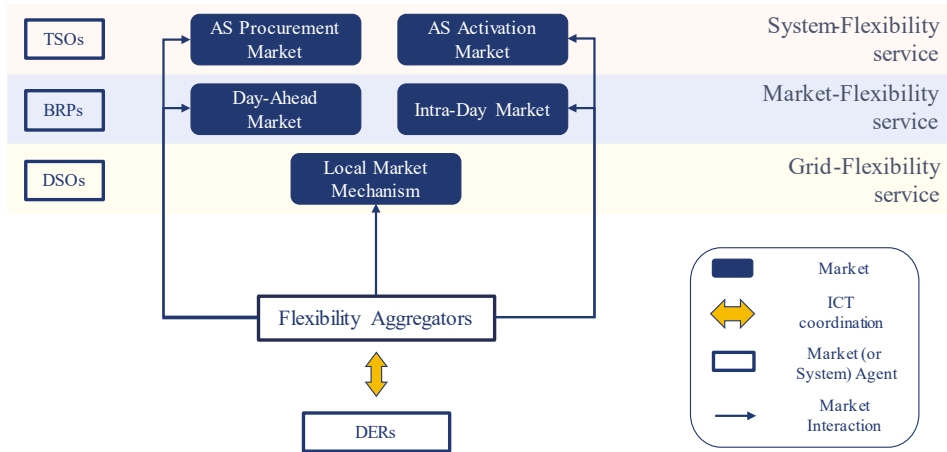 TSOs
AS Procurement
Market
AS Activation
Market
System-Flexibility
service
BRPs
Day-Ahead
Market
Intra-Day Market
Market-Flexibility
service
DSOs
Local Market
Mechanism
Grid-Flexibility
service
Flexibility Aggregators
DERs
Market
ICT
coordination
Market (or
System) Agent
Market
Interaction